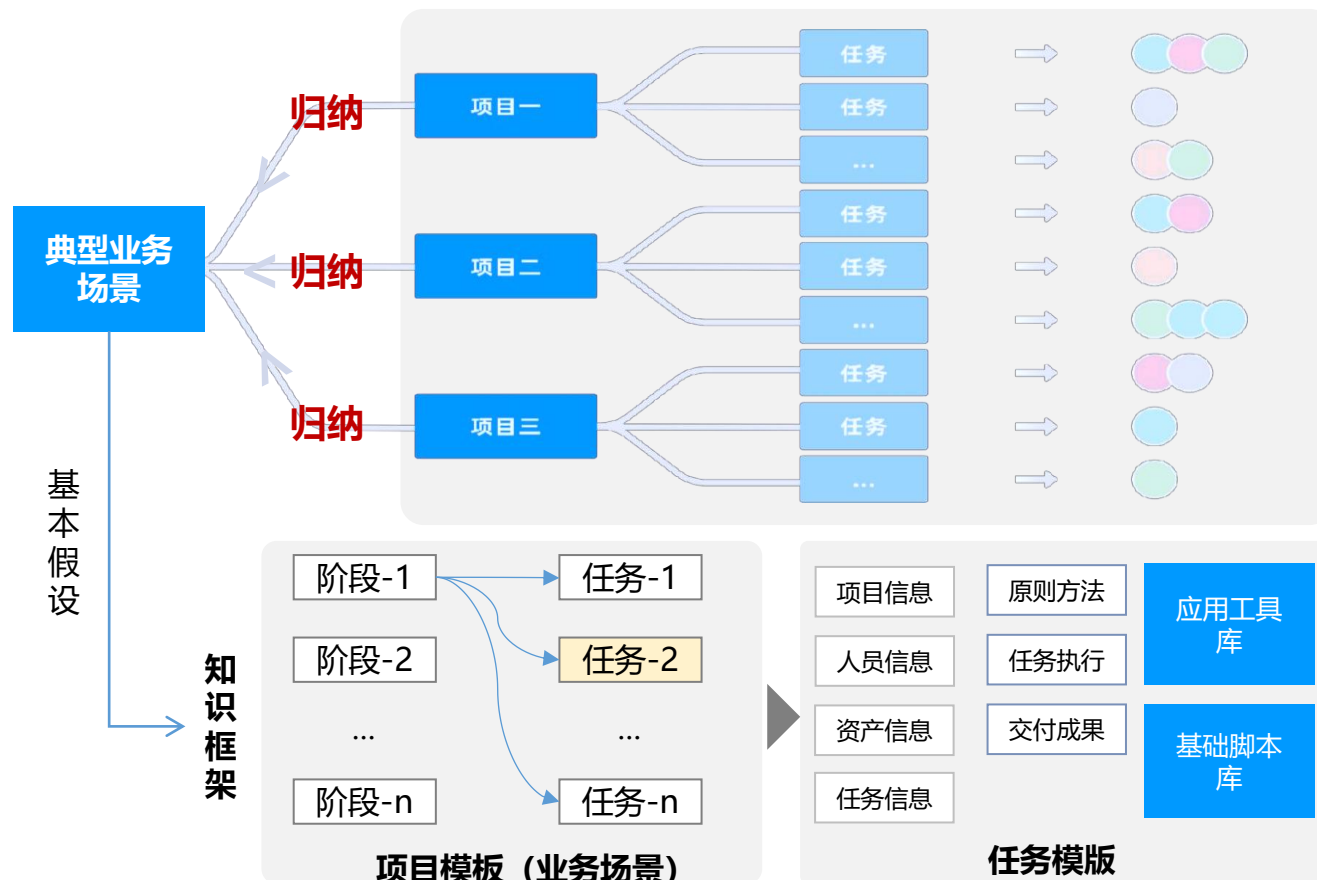 任务
归纳
项目一
任务
...
任务
典型业务
场景
归纳
项目二
任务
...
任务
归纳
项目三
任务
...
基本假设
知识框架
阶段-1
任务-1
阶段-2
任务-2
...
...
阶段-n
任务-n
项目模板（业务场景）
项目信息
原则方法
应用工具
库
人员信息
任务执行
资产信息
交付成果
基础脚本
库
任务信息
任务模版